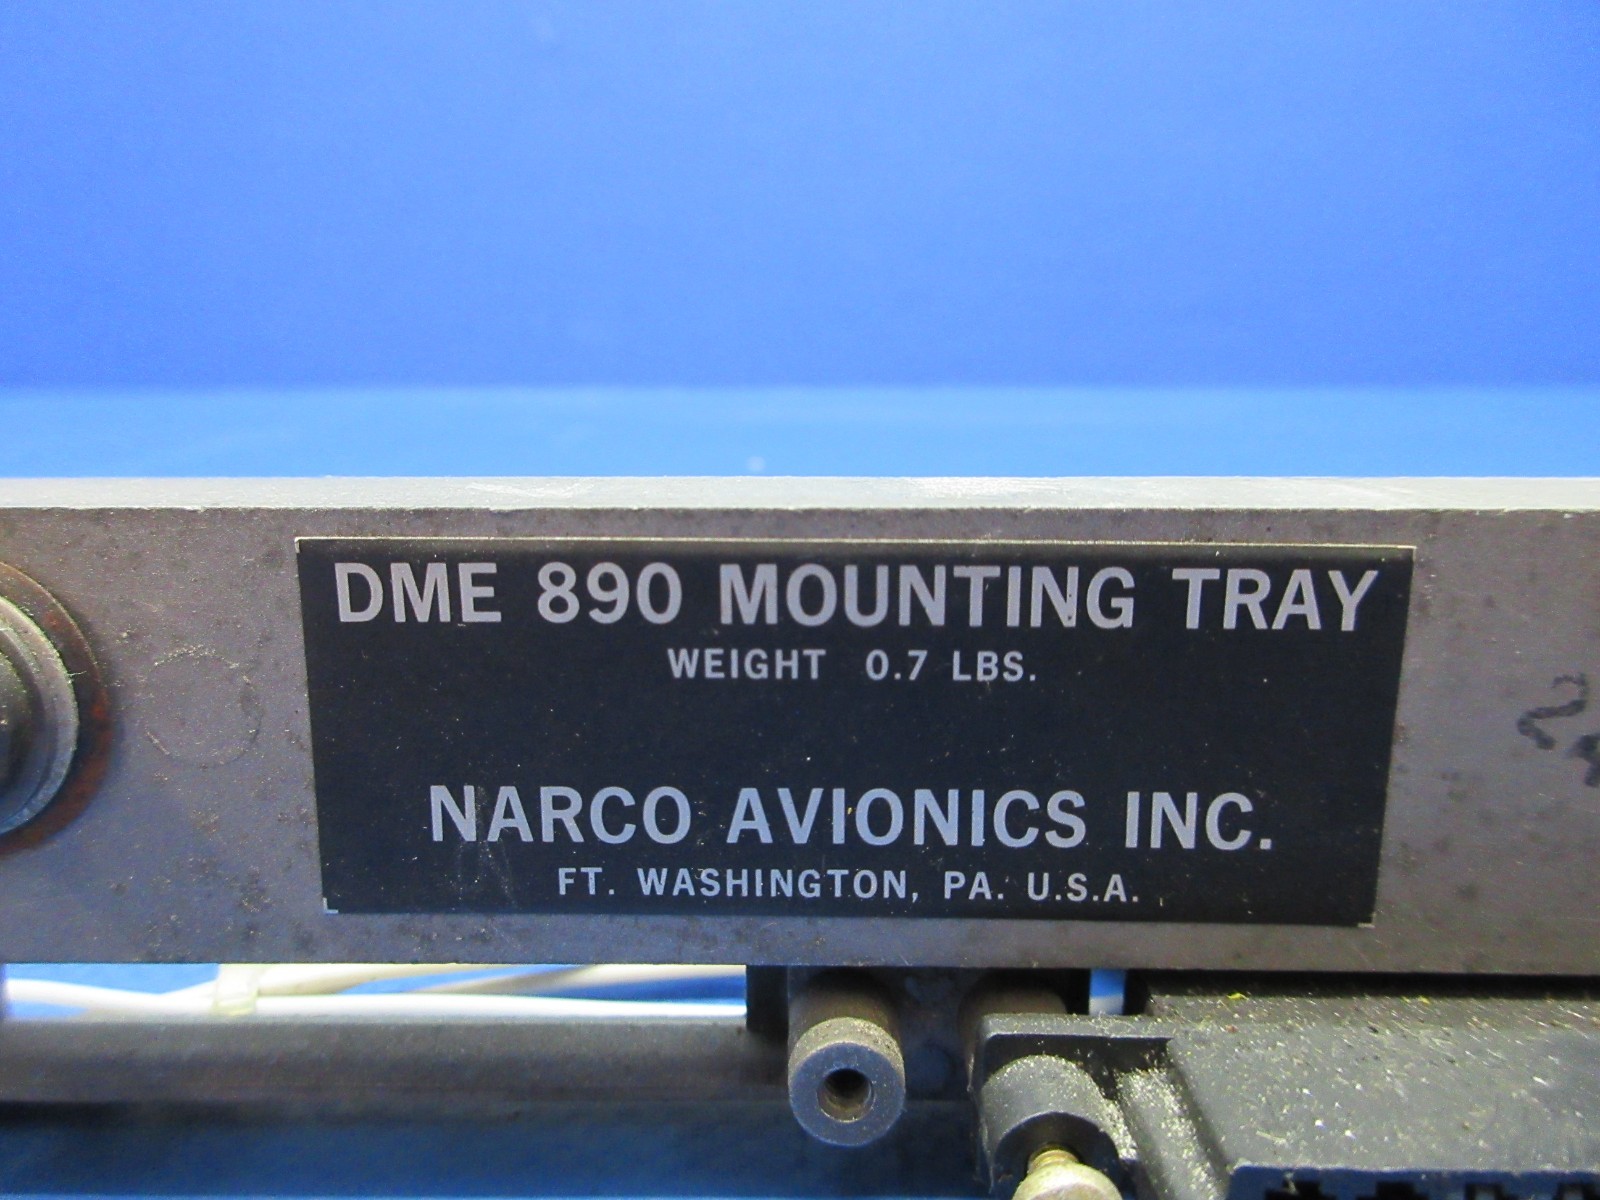 DME 890 MOUNTING TRAY
WEIGHT 0.7 LBS.
NARCO AVIONICS INC.
FT. WASHINGTON, PA. U.S.A.